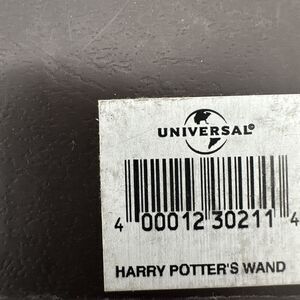 UNIVERSAL®
4 00012 30211 4
HARRY POTTER'S WAND